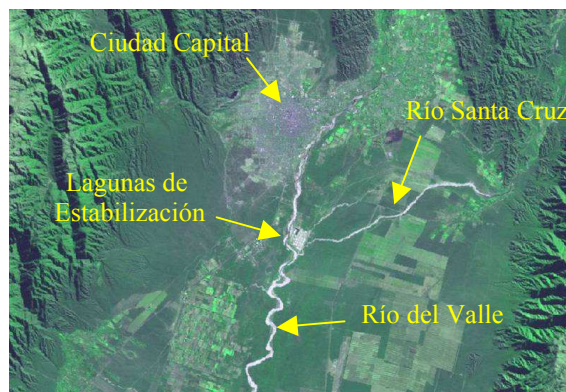 Ciudad Capital
Río Santa Cruz
Lagunas de
Estabilización
Río del Valle